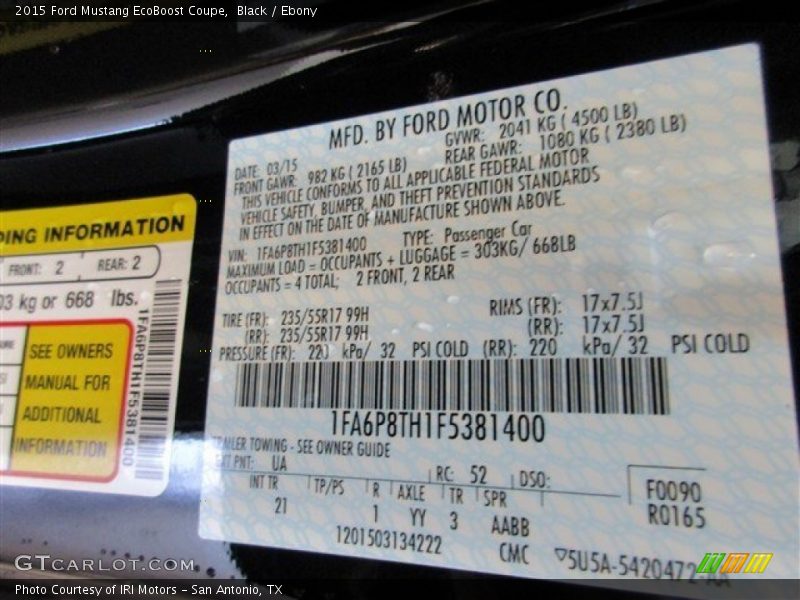 2015 Ford Mustang EcoBoost Coupe, Black / Ebony
INFORMATION
FRONT: 2
REAR: 2
kg or 668 lbs.
SEE OWNERS
MANUAL FOR
ADDITIONAL
INFORMATION
1FA6P8TH1F5381400
MFD. BY FORD MOTOR CO.
DATE: 03/15
GVWR: 2041 KG ( 4500 LB)
FRONT GAWR: 982 KG ( 2165 LB)
REAR GAWR: 1080 KG ( 2380 LB)
THIS VEHICLE CONFORMS TO ALL APPLICABLE FEDERAL MOTOR
VEHICLE SAFETY, BUMPER, AND THEFT PREVENTION STANDARDS
IN EFFECT ON THE DATE OF MANUFACTURE SHOWN ABOVE.
VIN: 1FA6P8TH1F5381400 TYPE: Passenger Car
MAXIMUM LOAD = OCCUPANTS + LUGGAGE = 303KG/ 668LB
OCCUPANTS = 4 TOTAL; 2 FRONT, 2 REAR
TIRE (FR): 235/55R17 99H RIMS (FR): 17x7.5J
(RR): 235/55R17 99H (RR): 17x7.5J
PRESSURE (FR): 220 kPa/ 32 PSI COLD (RR): 220 kPa/ 32 PSI COLD
1FA6P8TH1F5381400
TRAILER TOWING - SEE OWNER GUIDE
EXT PNT: UA RC: 52 DSO:
F0090
R0165
INT TR TP/PS R AXLE TR SPR
21 1 YY 3 AABB
1201503134222 CMC ▽5U5A-5420472-AA
GTCARLOT.COM
Photo Courtesy of IRI Motors – San Antonio, TX